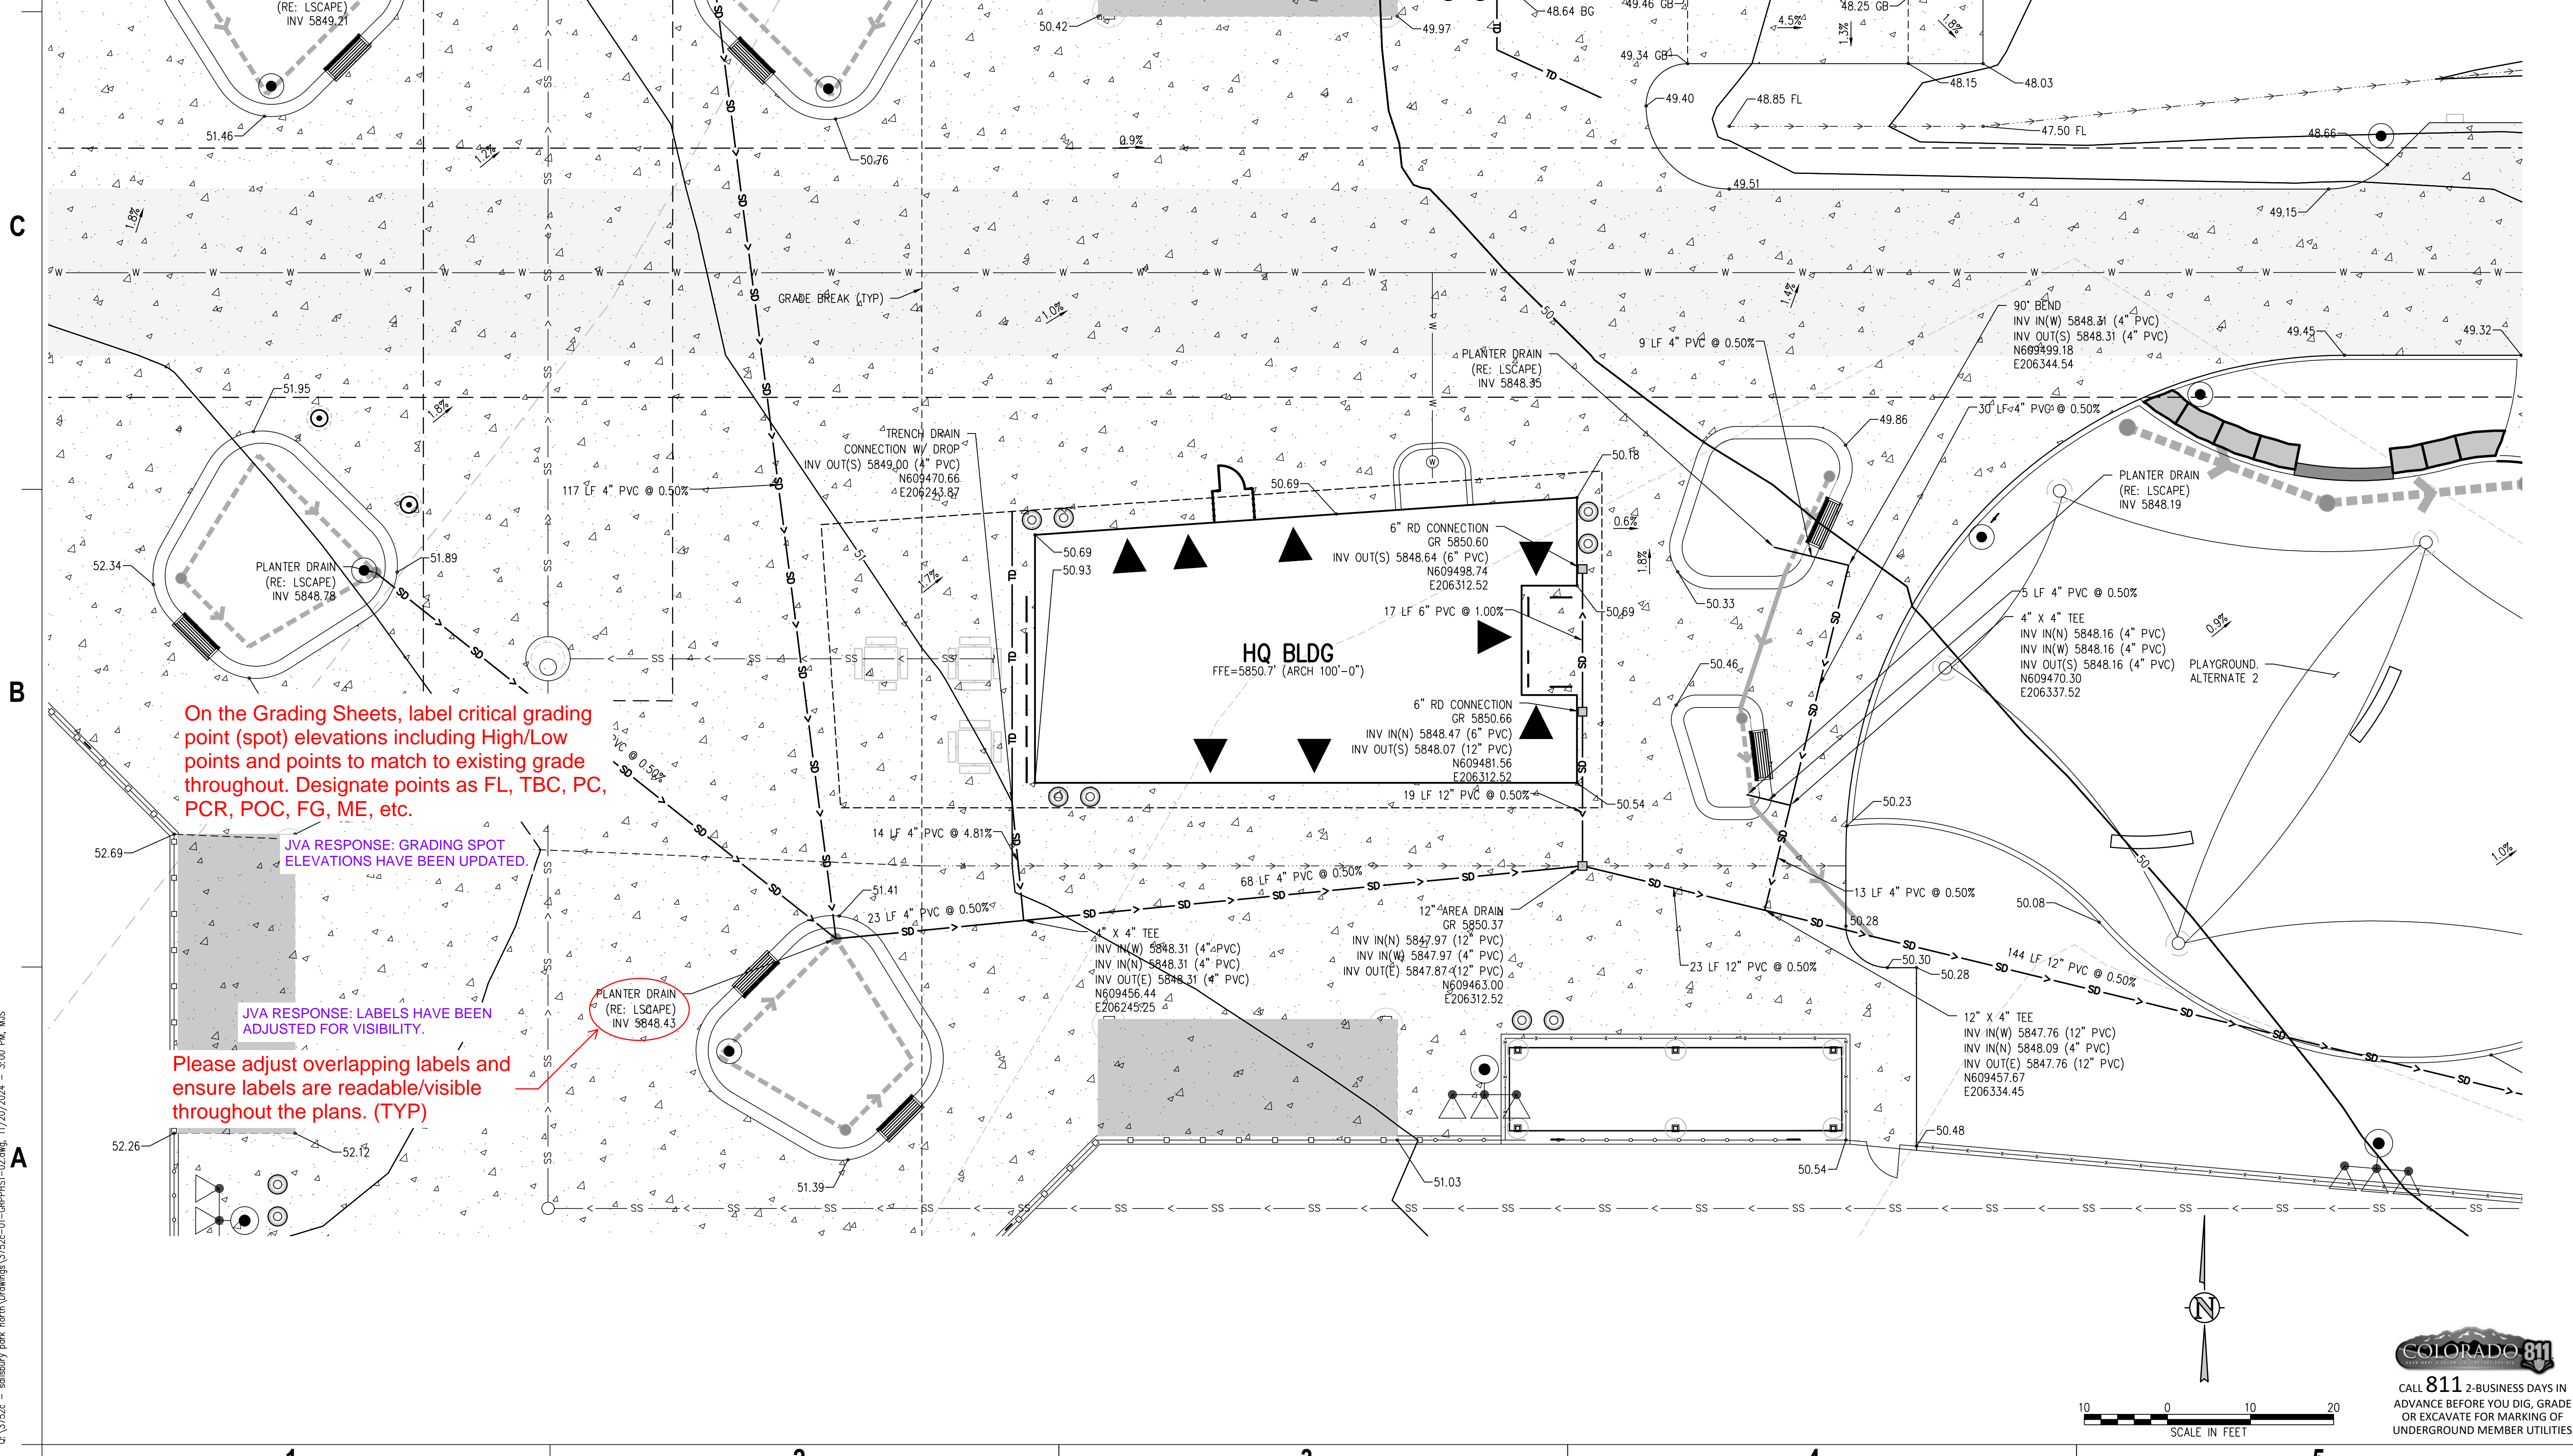 (RE: LSCAPE)
INV 5849.21
50.42
49.97
48.64 BG
49.46 GB
48.25 GB
4.5%
1.3%
1.8%
49.34 GB
TD
SD
SS
51.46
50.76
1.2%
0.9%
49.40
48.85 FL
48.15
48.03
47.50 FL
48.66
49.51
49.15
C
1.8%
W
GRADE BREAK (TYP)
1.0%
50
1.4%
90° BEND
INV IN(W) 5848.31 (4" PVC)
INV OUT(S) 5848.31 (4" PVC)
N609499.18
E206344.54
49.45
49.32
9 LF 4" PVC @ 0.50%
PLANTER DRAIN
(RE: LSCAPE)
INV 5848.35
51.95
1.8%
30 LF 4" PVC @ 0.50%
49.86
TRENCH DRAIN
CONNECTION W/ DROP
INV OUT(S) 5849.00 (4" PVC)
N609470.66
E206243.87
117 LF 4" PVC @ 0.50%
50.69
50.18
W
PLANTER DRAIN
(RE: LSCAPE)
INV 5848.19
52.34
PLANTER DRAIN
(RE: LSCAPE)
INV 5848.78
51.89
51
1.7%
50.69
50.93
6" RD CONNECTION
GR 5850.60
INV OUT(S) 5848.64 (6" PVC)
N609498.74
E206312.52
0.6%
1.8%
17 LF 6" PVC @ 1.00%
50.69
50.33
5 LF 4" PVC @ 0.50%
4" X 4" TEE
INV IN(N) 5848.16 (4" PVC)
INV IN(W) 5848.16 (4" PVC)
INV OUT(S) 5848.16 (4" PVC)
N609470.30
E206337.52
0.9%
PLAYGROUND.
ALTERNATE 2
B
HQ BLDG
FFE=5850.7' (ARCH 100'-0")
50.46
6" RD CONNECTION
GR 5850.66
INV IN(N) 5848.47 (6" PVC)
INV OUT(S) 5848.07 (12" PVC)
N609481.56
E206312.52
19 LF 12" PVC @ 0.50%
50.54
50.23
On the Grading Sheets, label critical grading
point (spot) elevations including High/Low
points and points to match to existing grade
throughout. Designate points as FL, TBC, PC,
PCR, POC, FG, ME, etc.
PVC @ 0.50%
52.69
JVA RESPONSE: GRADING SPOT
ELEVATIONS HAVE BEEN UPDATED.
14 LF 4" PVC @ 4.81%
50
1.0%
51.41
23 LF 4" PVC @ 0.50%
68 LF 4" PVC @ 0.50%
13 LF 4" PVC @ 0.50%
50.28
50.08
12" AREA DRAIN
GR 5850.37
INV IN(N) 5847.97 (12" PVC)
INV IN(W) 5847.97 (4" PVC)
INV OUT(E) 5847.87 (12" PVC)
N609463.00
E206312.52
4" X 4" TEE
INV IN(W) 5848.31 (4" PVC)
INV IN(N) 5848.31 (4" PVC)
INV OUT(E) 5848.31 (4" PVC)
N609456.44
E206245.25
23 LF 12" PVC @ 0.50%
50.30
50.28
144 LF 12" PVC @ 0.50%
PLANTER DRAIN
(RE: LSCAPE)
INV 5848.43
JVA RESPONSE: LABELS HAVE BEEN
ADJUSTED FOR VISIBILITY.
Please adjust overlapping labels and
ensure labels are readable/visible
throughout the plans. (TYP)
12" X 4" TEE
INV IN(W) 5847.76 (12" PVC)
INV IN(N) 5848.09 (4" PVC)
INV OUT(E) 5847.76 (12" PVC)
N609457.67
E206334.45
A
52.26
52.12
51.39
51.03
50.54
50.48
N
10 0 10 20
SCALE IN FEET
COLORADO 811
CALL 811 2-BUSINESS DAYS IN
ADVANCE BEFORE YOU DIG, GRADE
OR EXCAVATE FOR MARKING OF
UNDERGROUND MEMBER UTILITIES